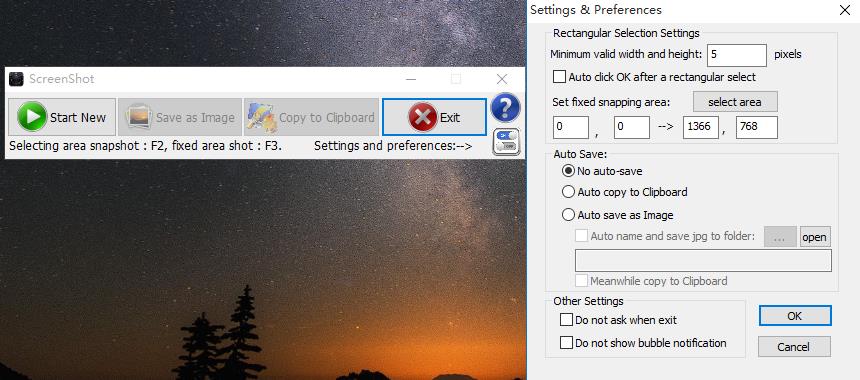 ScreenShot
Start New
Save as Image
Copy to Clipboard
Exit
Selecting area snapshot : F2, fixed area shot : F3.
Settings and preferences:-->
Settings & Preferences
Rectangular Selection Settings
Minimum valid width and height: 5 pixels
Auto click OK after a rectangular select
Set fixed snapping area: select area
0 , 0 --> 1366 , 768
Auto Save:
No auto-save
Auto copy to Clipboard
Auto save as Image
Auto name and save jpg to folder: ... open
Meanwhile copy to Clipboard
Other Settings
Do not ask when exit
Do not show bubble notification
OK
Cancel